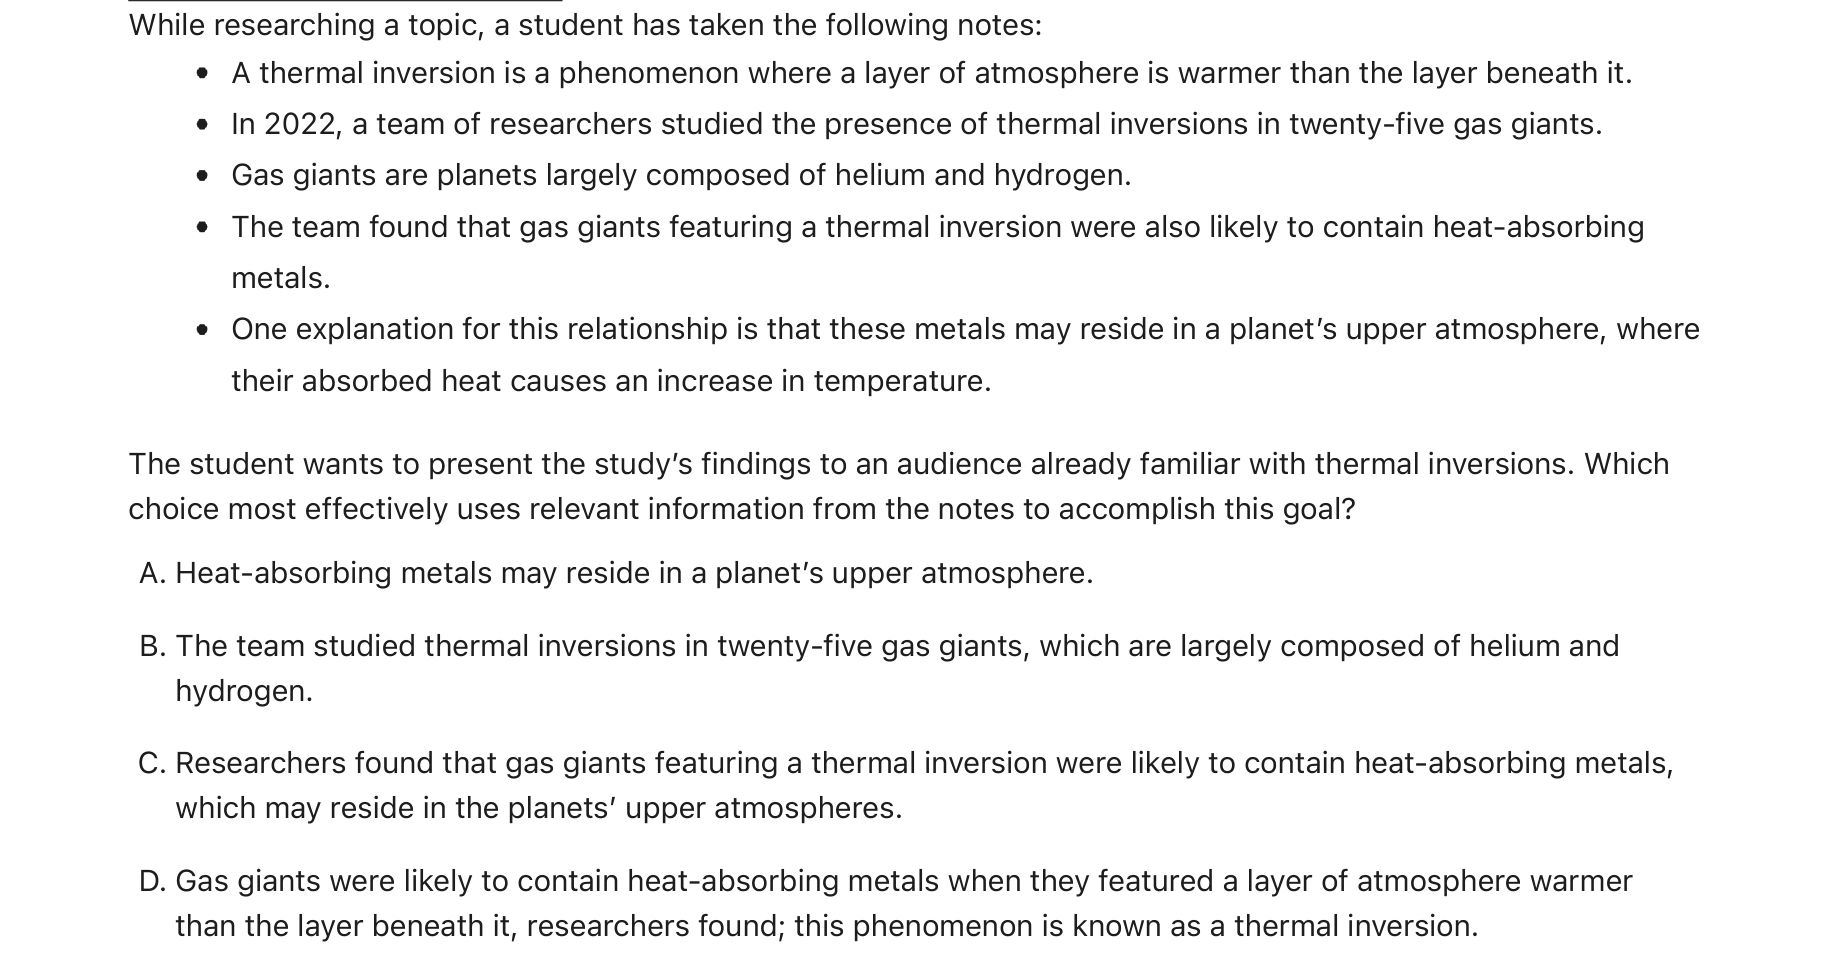 While researching a topic, a student has taken the following notes:
• A thermal inversion is a phenomenon where a layer of atmosphere is warmer than the layer beneath it.
• In 2022, a team of researchers studied the presence of thermal inversions in twenty-five gas giants.
• Gas giants are planets largely composed of helium and hydrogen.
• The team found that gas giants featuring a thermal inversion were also likely to contain heat-absorbing
metals.
• One explanation for this relationship is that these metals may reside in a planet’s upper atmosphere, where
their absorbed heat causes an increase in temperature.
The student wants to present the study’s findings to an audience already familiar with thermal inversions. Which
choice most effectively uses relevant information from the notes to accomplish this goal?
A. Heat-absorbing metals may reside in a planet’s upper atmosphere.
B. The team studied thermal inversions in twenty-five gas giants, which are largely composed of helium and
hydrogen.
C. Researchers found that gas giants featuring a thermal inversion were likely to contain heat-absorbing metals,
which may reside in the planets’ upper atmospheres.
D. Gas giants were likely to contain heat-absorbing metals when they featured a layer of atmosphere warmer
than the layer beneath it, researchers found; this phenomenon is known as a thermal inversion.